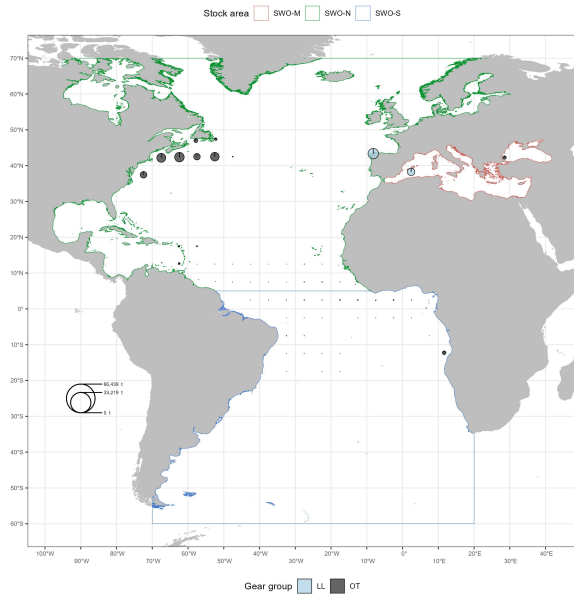 Stock area SWO-M SWO-N SWO-S
70°N
60°N
50°N
40°N
30°N
20°N
10°N
0°
10°S
20°S
30°S
40°S
50°S
60°S
66,439 t
33,219 t
0 t
100°W 80°W 60°W 40°W 20°W 0° 20°E 40°E
90°W 70°W 50°W 30°W 10°W 10°E 30°E
Gear group LL OT